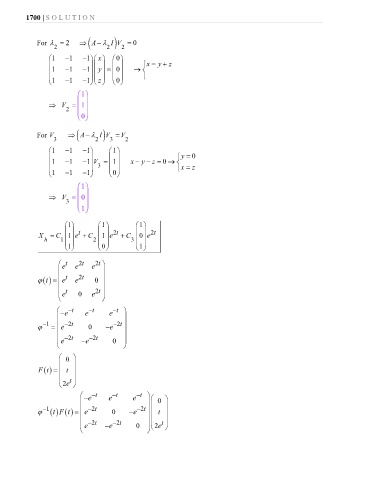 1700 | SOLUTION
For λ₂ = 2 ⇒ (A − λ₂ I) V₂ = 0
(1 −1 −1; 1 −1 −1; 1 −1 −1)(x; y; z) = (0; 0; 0) → {x = y + z
⇒ V₂ = (1; 1; 0)
For V₃ ⇒ (A − λ₂ I) V₃ = V₂
(1 −1 −1; 1 −1 −1; 1 −1 −1) V₃ = (1; 1; 0) x − y − z = 0 → {y = 0; x = z
⇒ V₃ = (1; 0; 1)
X_h = C₁ (1; 1; 1) e^t + C₂ (1; 1; 0) e^2t + C₃ (1; 0; 1) e^2t
φ(t) = (e^t e^2t e^2t; e^t e^2t 0; e^t 0 e^2t)
φ^−1 = (−e^−t e^−t e^−t; e^−2t 0 −e^−2t; e^−2t −e^−2t 0)
F(t) = (0; t; 2e^t)
φ^−1(t) F(t) = (−e^−t e^−t e^−t; e^−2t 0 −e^−2t; e^−2t −e^−2t 0)(0; t; 2e^t)